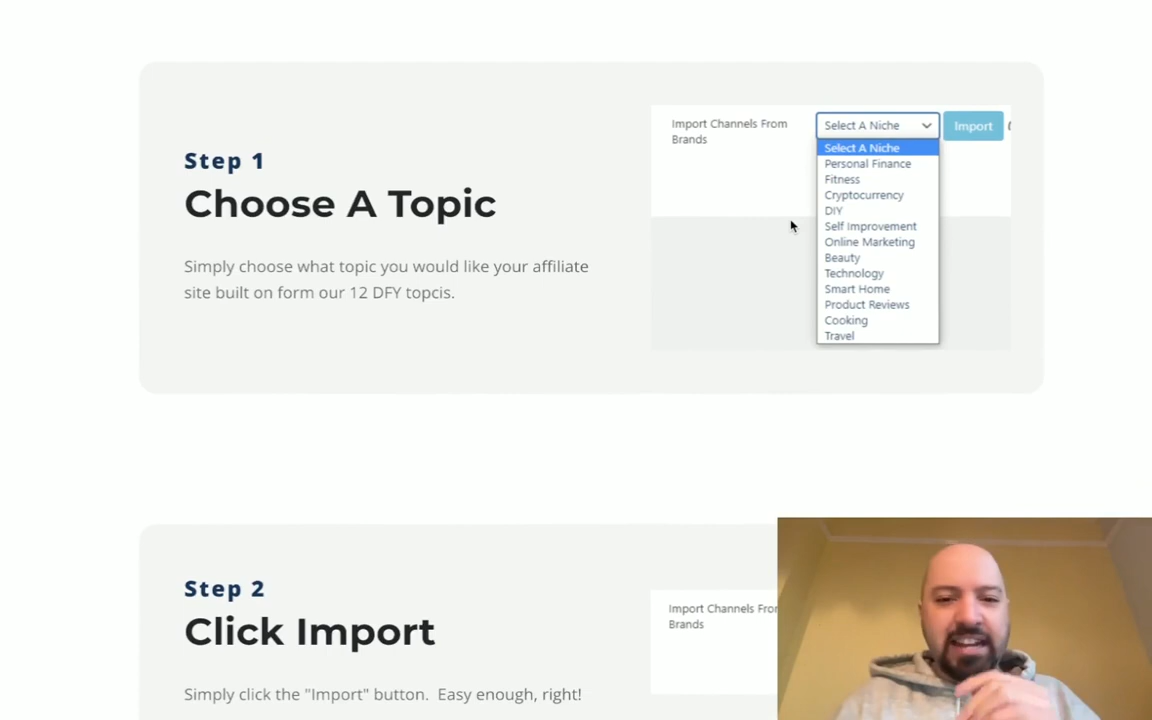 Step 1
Choose A Topic
Simply choose what topic you would like your affiliate
site built on form our 12 DFY topcis.
Import Channels From
Brands
Select A Niche
Import
Select A Niche
Personal Finance
Fitness
Cryptocurrency
DIY
Self Improvement
Online Marketing
Beauty
Technology
Smart Home
Product Reviews
Cooking
Travel
Step 2
Click Import
Simply click the "Import" button.  Easy enough, right!
Import Channels
Brands